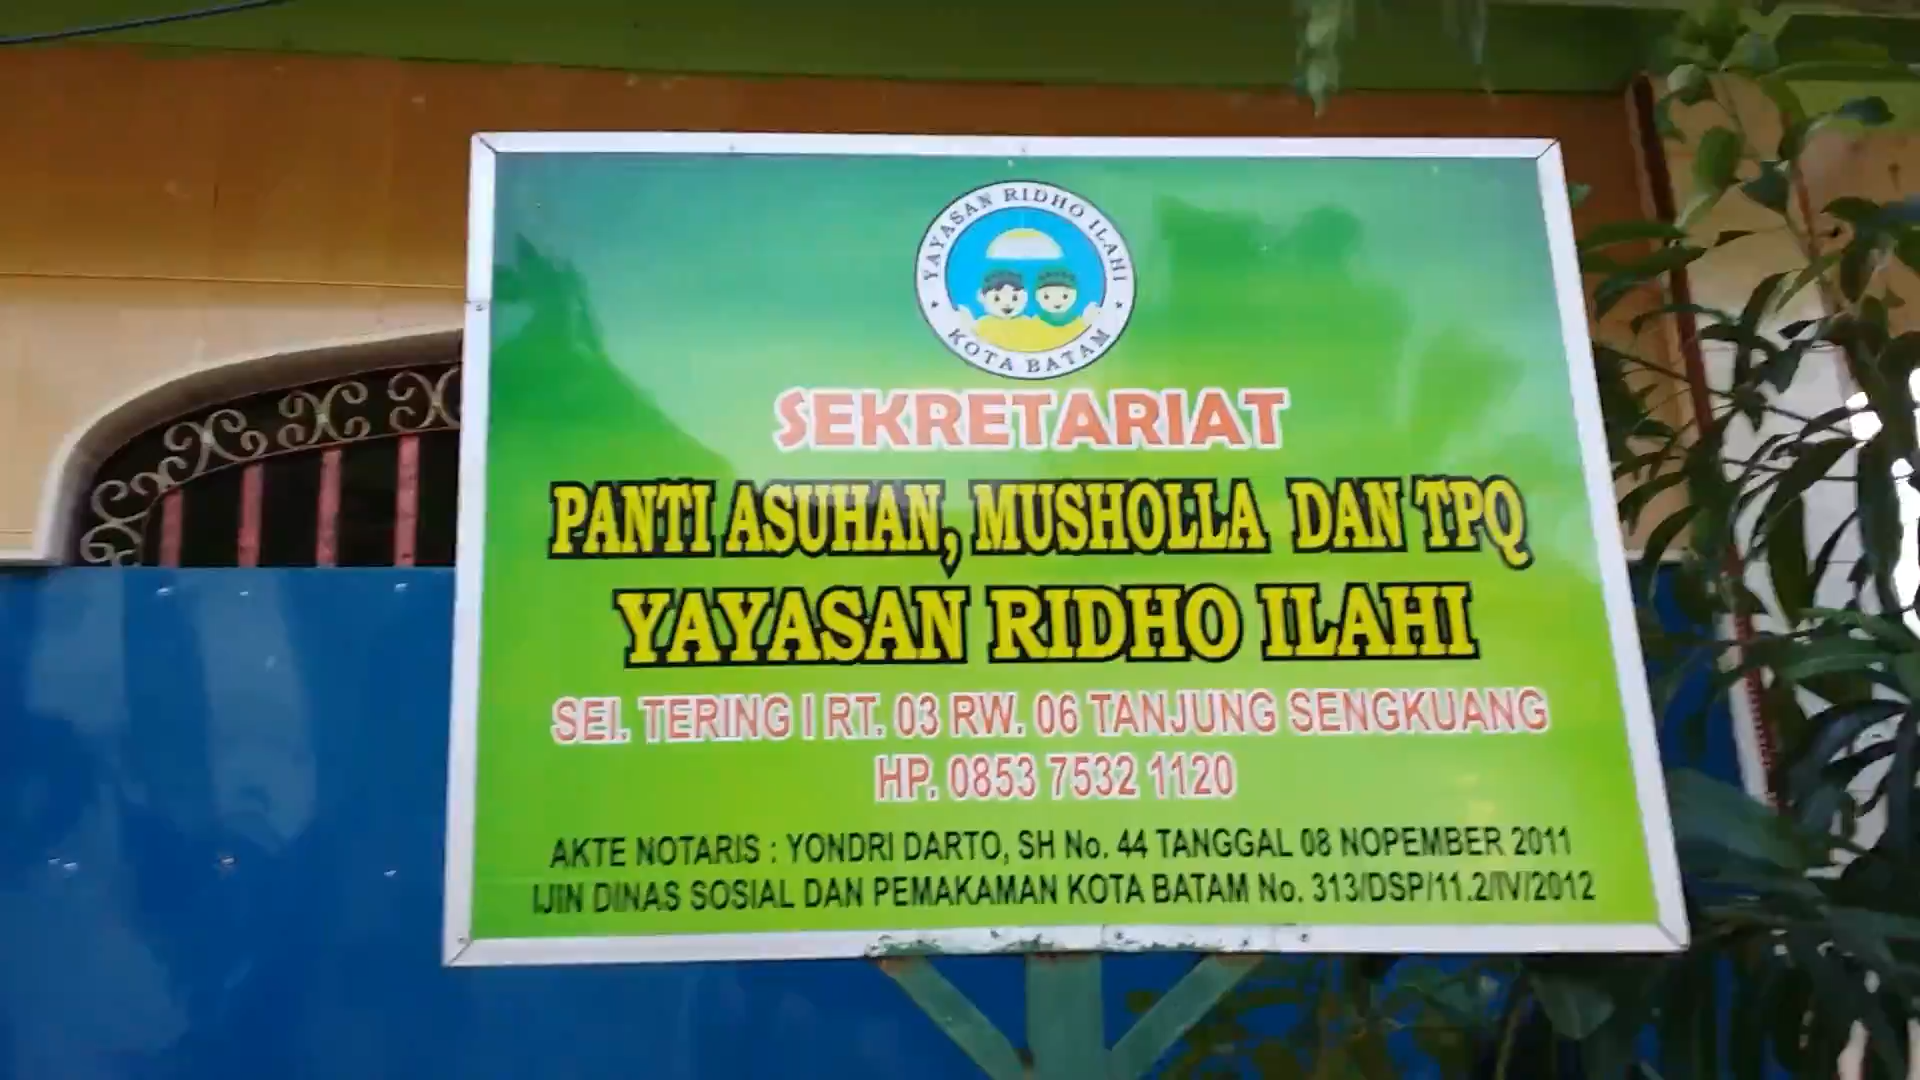 YAYASAN RIDHO ILAHI
KOTA BATAM
SEKRETARIAT
PANTI ASUHAN, MUSHOLLA DAN TPQ
YAYASAN RIDHO ILAHI
SEI. TERING I RT. 03 RW. 06 TANJUNG SENGKUANG
HP. 0853 7532 1120
AKTE NOTARIS : YONDRI DARTO, SH No. 44 TANGGAL 08 NOPEMBER 2011
IJIN DINAS SOSIAL DAN PEMAKAMAN KOTA BATAM No. 313/DSP/11.2/IV/2012